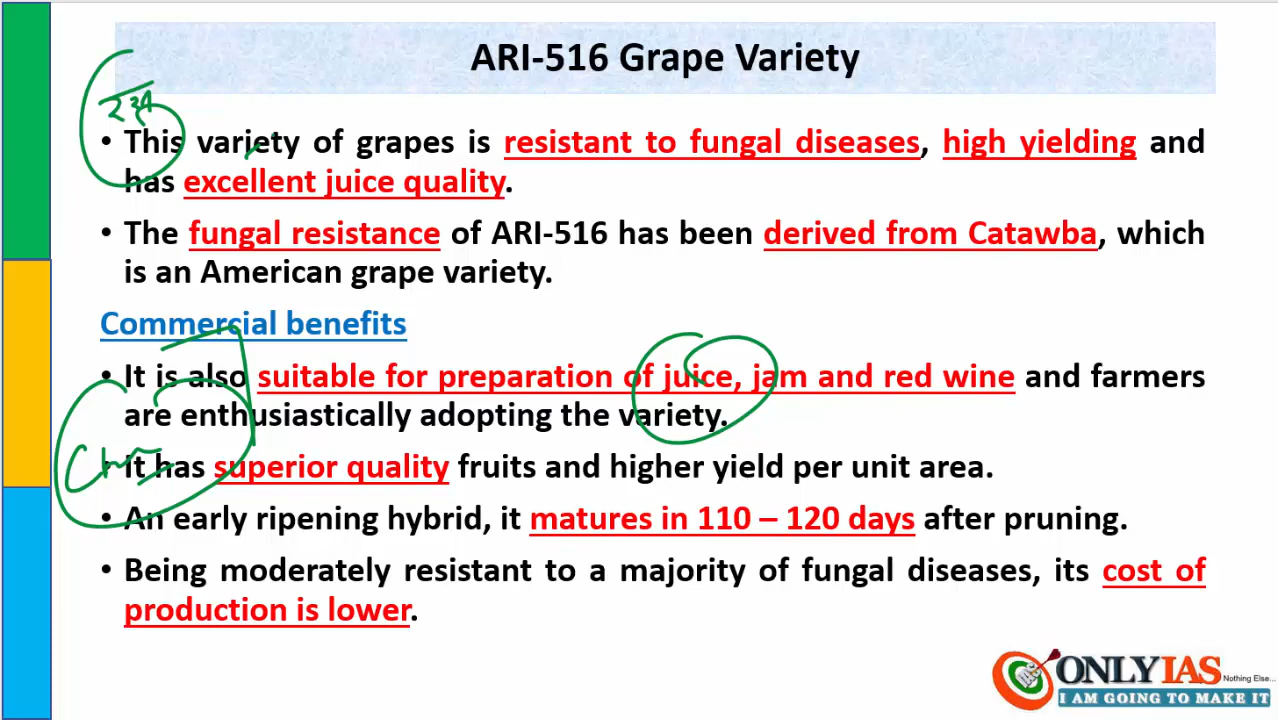 ARI-516 Grape Variety
• This variety of grapes is resistant to fungal diseases, high yielding and
has excellent juice quality.
• The fungal resistance of ARI-516 has been derived from Catawba, which
is an American grape variety.
Commercial benefits
• It is also suitable for preparation of juice, jam and red wine and farmers
are enthusiastically adopting the variety.
• It has superior quality fruits and higher yield per unit area.
• An early ripening hybrid, it matures in 110 – 120 days after pruning.
• Being moderately resistant to a majority of fungal diseases, its cost of
production is lower.
ONLYIAS
Nothing Else...
I AM GOING TO MAKE IT